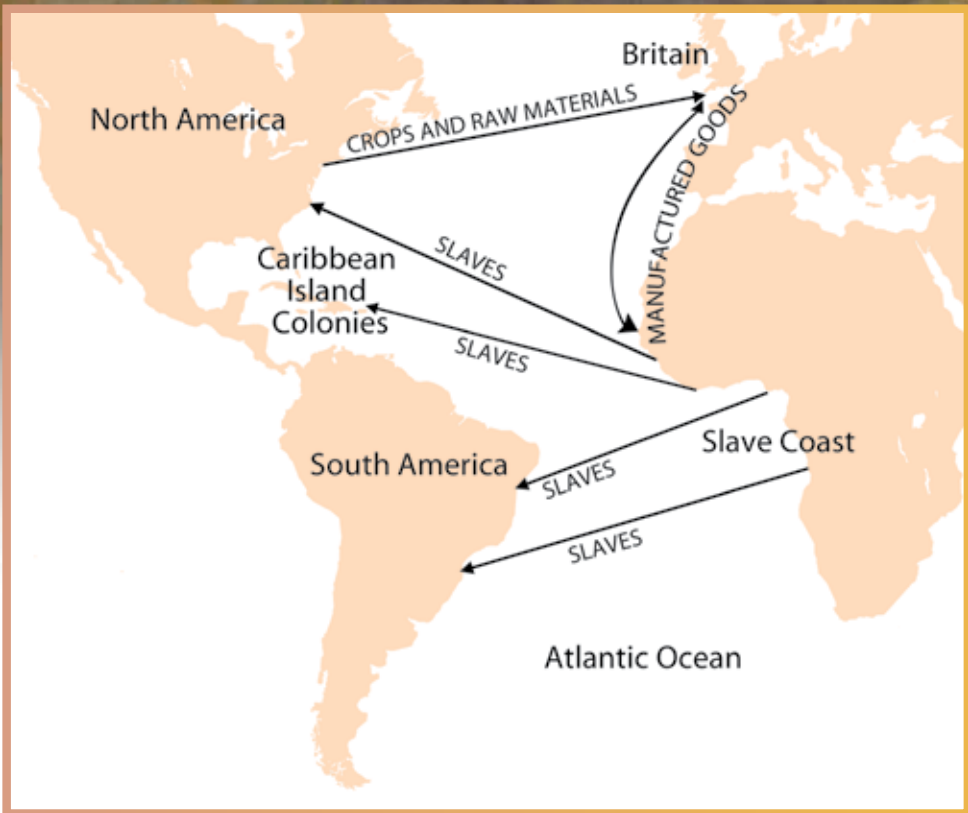 Britain
North America
CROPS AND RAW MATERIALS
MANUFACTURED GOODS
SLAVES
Caribbean
Island
Colonies
SLAVES
Slave Coast
South America
SLAVES
SLAVES
Atlantic Ocean